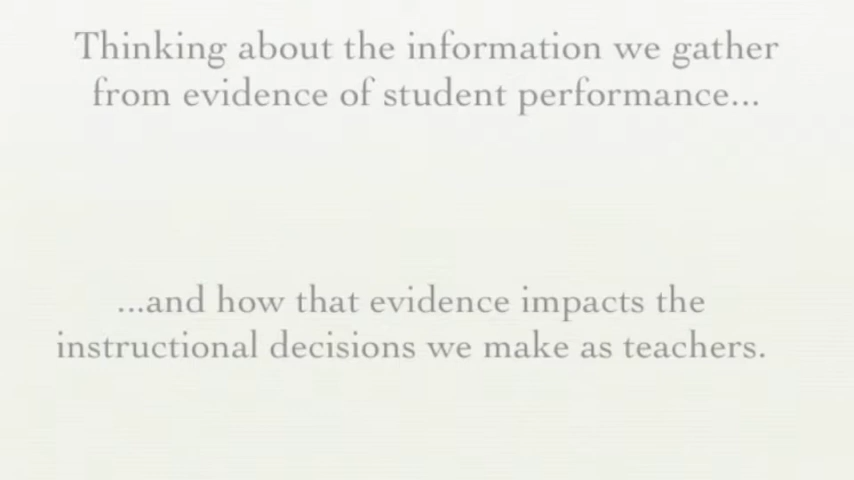 Thinking about the information we gather
from evidence of student performance...
...and how that evidence impacts the
instructional decisions we make as teachers.